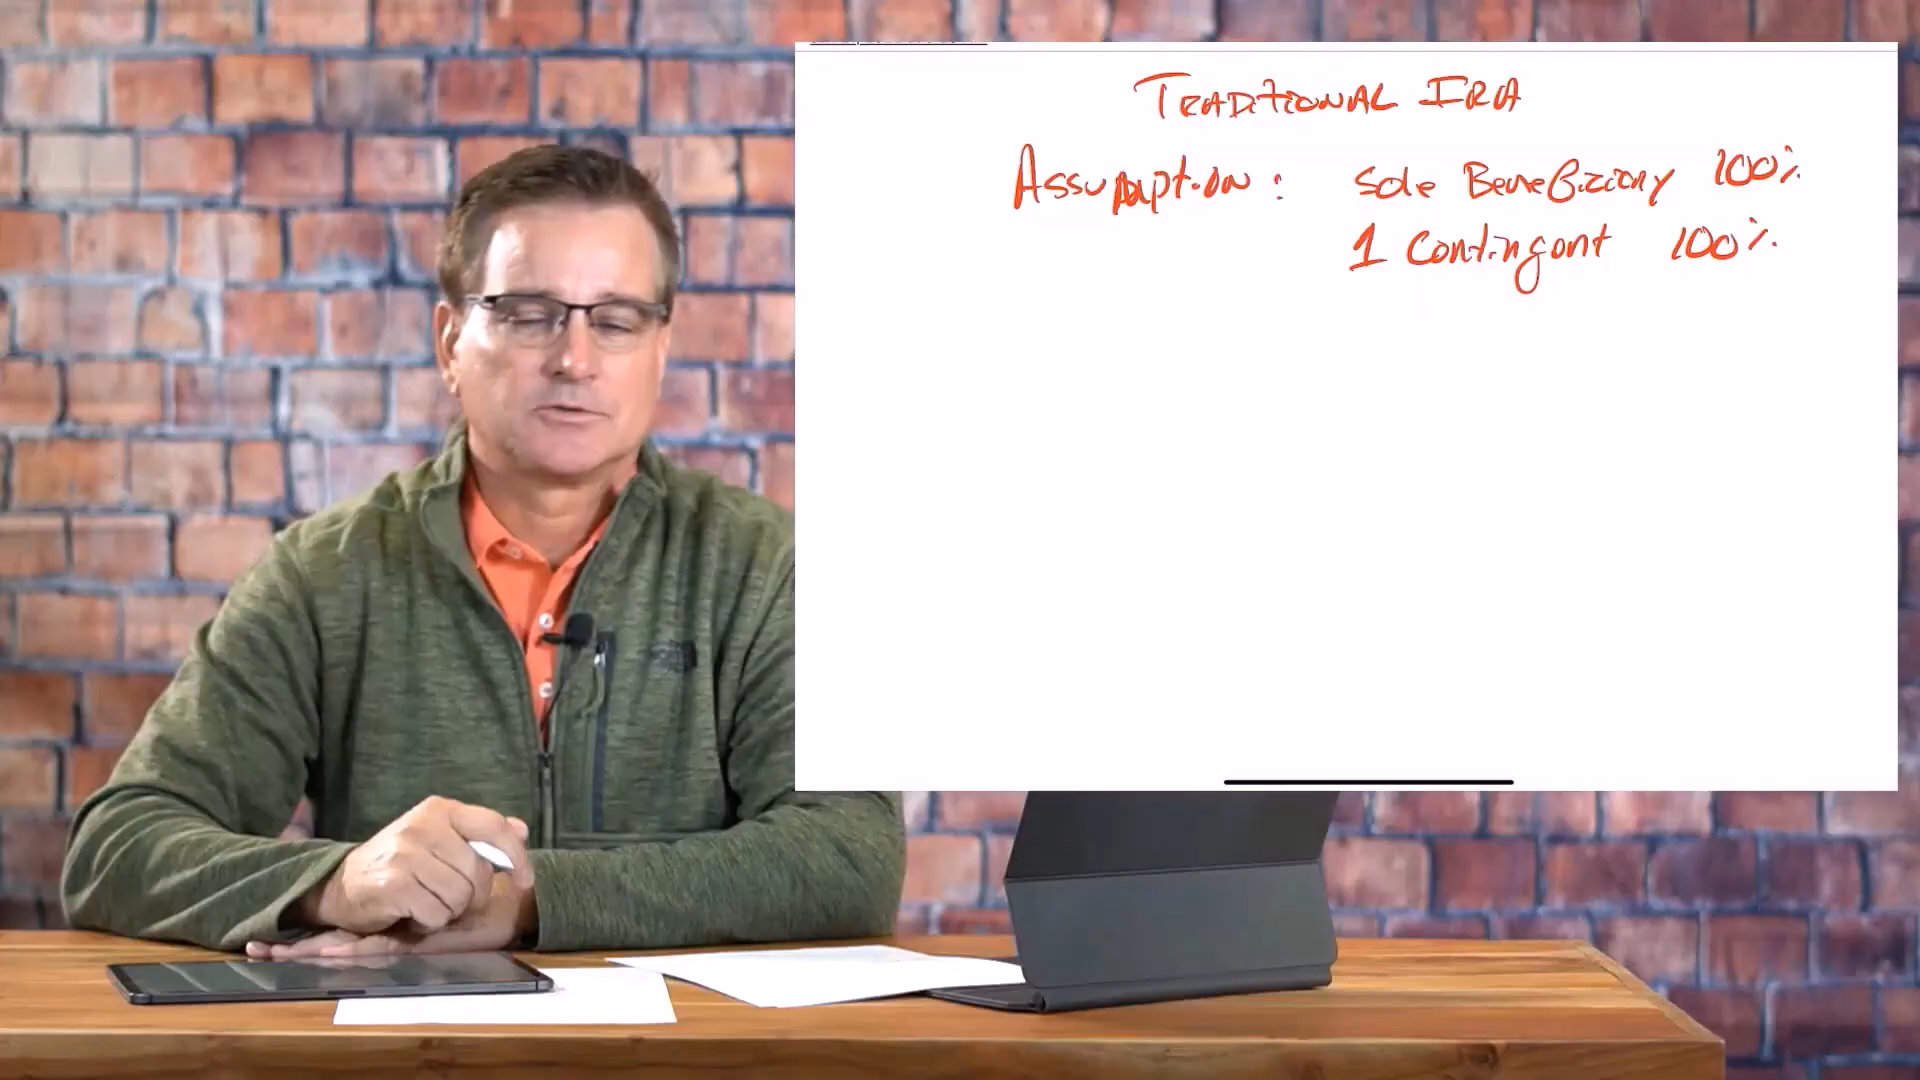 TRADITIONAL IRA
Assumption: Sole Beneficiary 100%
1 Contingent 100%